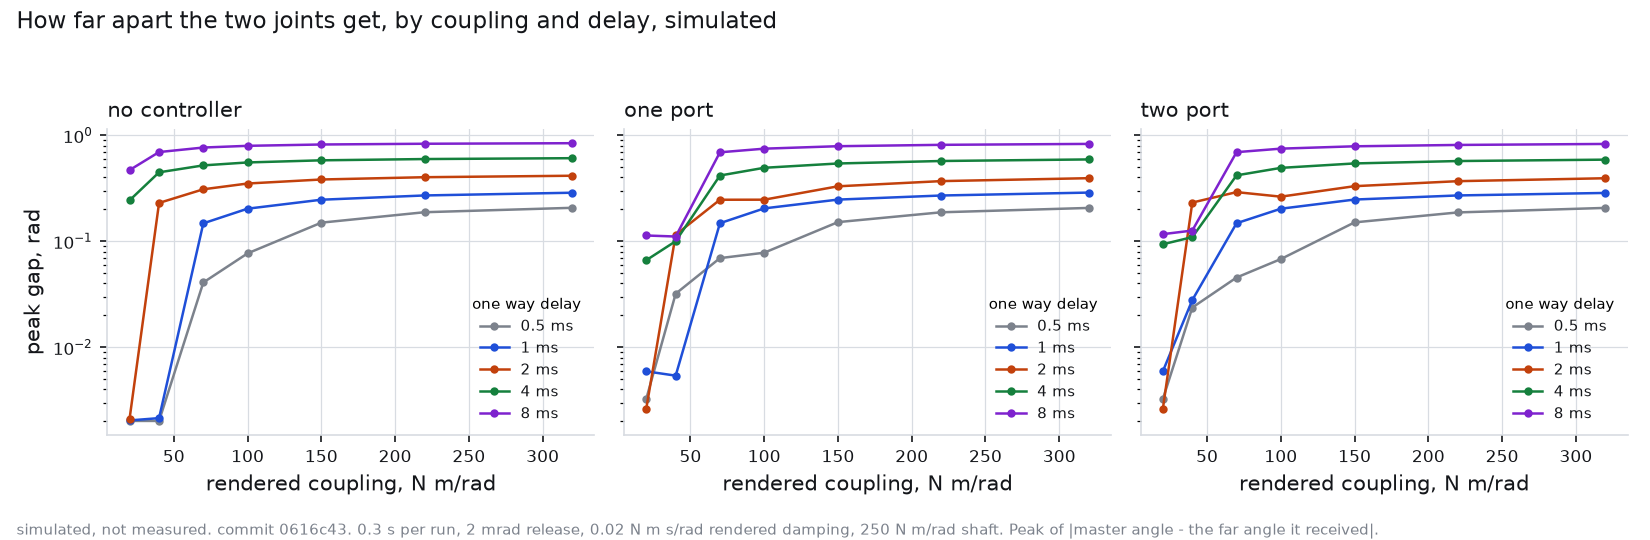 How far apart the two joints get, by coupling and delay, simulated
no controller
one port
two port
peak gap, rad
10⁰
10⁻¹
10⁻²
one way delay
0.5 ms
1 ms
2 ms
4 ms
8 ms
one way delay
0.5 ms
1 ms
2 ms
4 ms
8 ms
one way delay
0.5 ms
1 ms
2 ms
4 ms
8 ms
50 100 150 200 250 300
50 100 150 200 250 300
50 100 150 200 250 300
rendered coupling, N m/rad
rendered coupling, N m/rad
rendered coupling, N m/rad
simulated, not measured. commit 0616c43. 0.3 s per run, 2 mrad release, 0.02 N m s/rad rendered damping, 250 N m/rad shaft. Peak of |master angle - the far angle it received|.